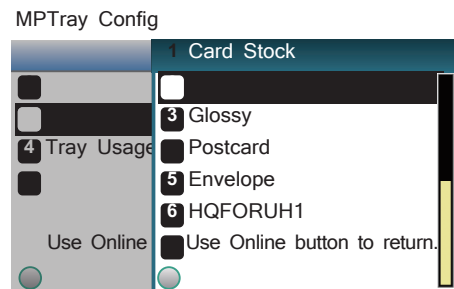 MPTray Config
1 Card Stock
3 Glossy
4 Tray Usage
Postcard
5 Envelope
6 HQFORUH1
Use Online
Use Online button to return.